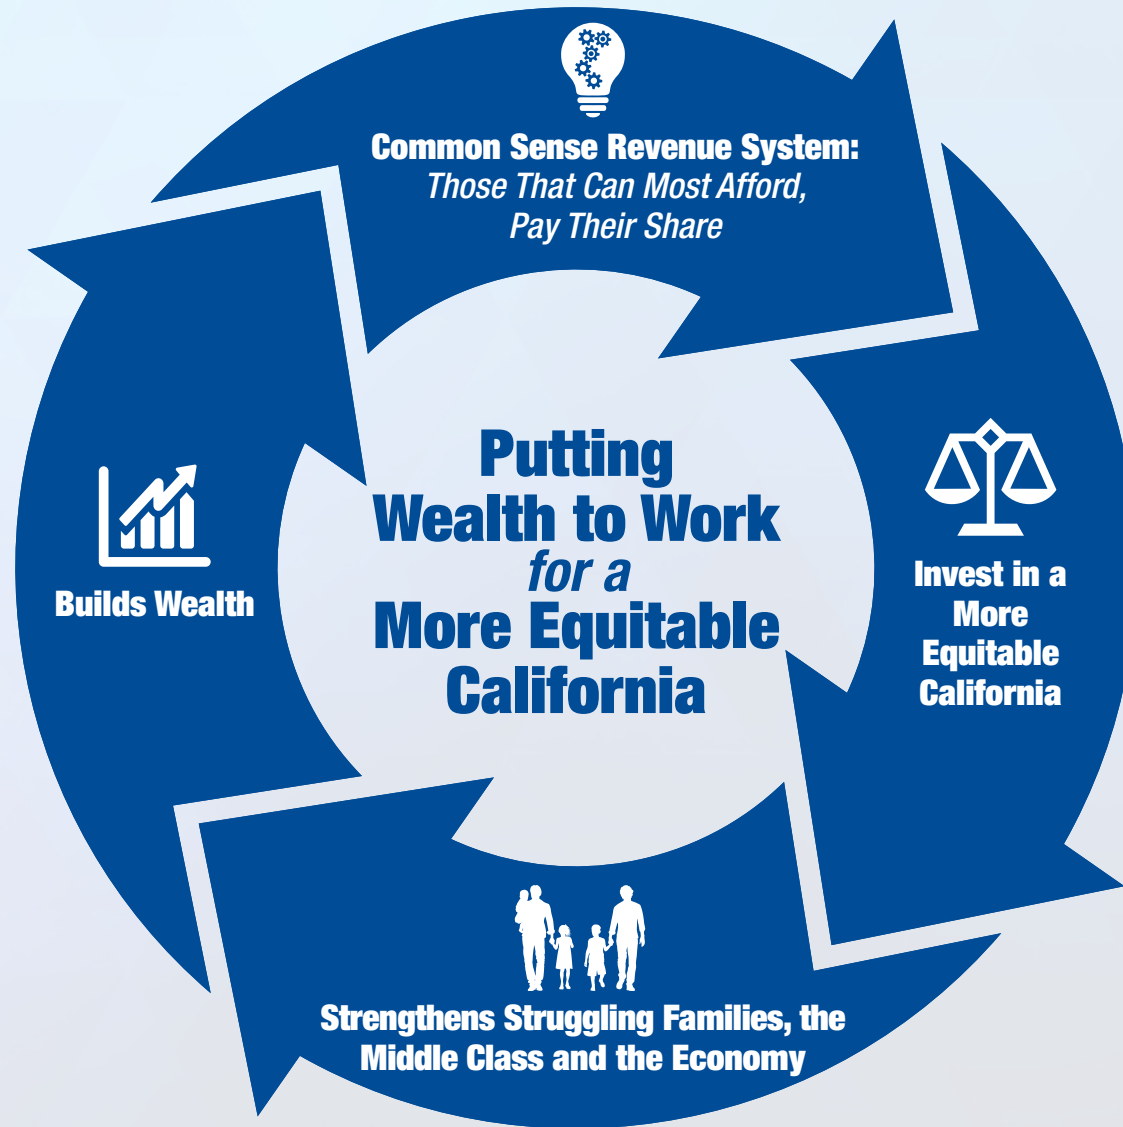 Common Sense Revenue System:
Those That Can Most Afford,
Pay Their Share
Invest in a
More
Equitable
California
Strengthens Struggling Families, the
Middle Class and the Economy
Builds Wealth
Putting
Wealth to Work
for a
More Equitable
California